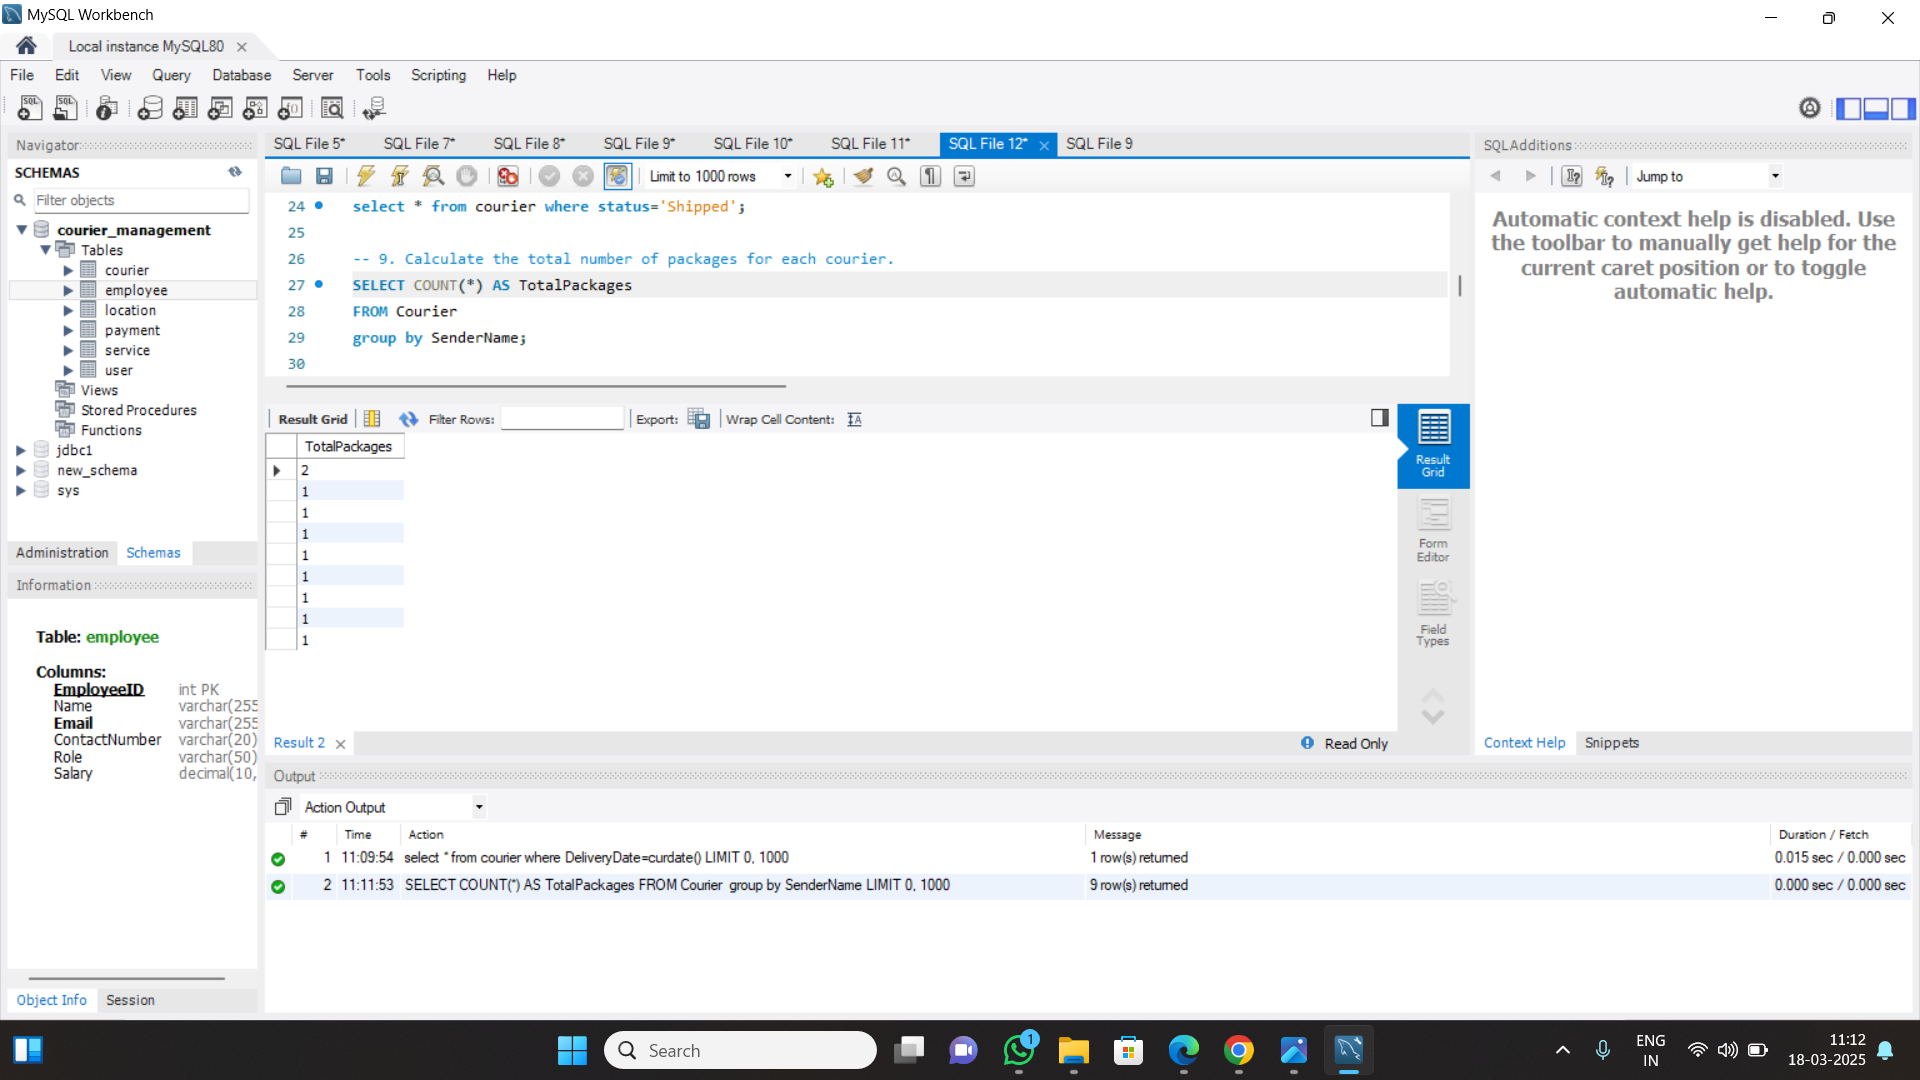 MySQL Workbench
Local instance MySQL80
File Edit View Query Database Server Tools Scripting Help
Navigator
SCHEMAS
Filter objects
courier_management
Tables
courier
employee
location
payment
service
user
Views
Stored Procedures
Functions
jdbc1
new_schema
sys
Administration Schemas
Information
Table: employee
Columns:
EmployeeID int PK
Name varchar(255
Email varchar(255
ContactNumber varchar(20)
Role varchar(50)
Salary decimal(10,
Object Info Session
SQL File 5* SQL File 7* SQL File 8* SQL File 9* SQL File 10* SQL File 11* SQL File 12* SQL File 9
Limit to 1000 rows
24 select * from courier where status='Shipped';
25
26 -- 9. Calculate the total number of packages for each courier.
27 SELECT COUNT(*) AS TotalPackages
28 FROM Courier
29 group by SenderName;
30
Result Grid Filter Rows: Export: Wrap Cell Content:
TotalPackages
2
1
1
1
1
1
1
1
1
Result Grid
Form Editor
Field Types
Result 2 Read Only
SQLAdditions
Jump to
Automatic context help is disabled. Use
the toolbar to manually get help for the
current caret position or to toggle
automatic help.
Context Help Snippets
Output
Action Output
# Time Action Message Duration / Fetch
1 11:09:54 select * from courier where DeliveryDate=curdate() LIMIT 0, 1000 1 row(s) returned 0.015 sec / 0.000 sec
2 11:11:53 SELECT COUNT(*) AS TotalPackages FROM Courier group by SenderName LIMIT 0, 1000 9 row(s) returned 0.000 sec / 0.000 sec
Search
1
ENG
IN
11:12
18-03-2025